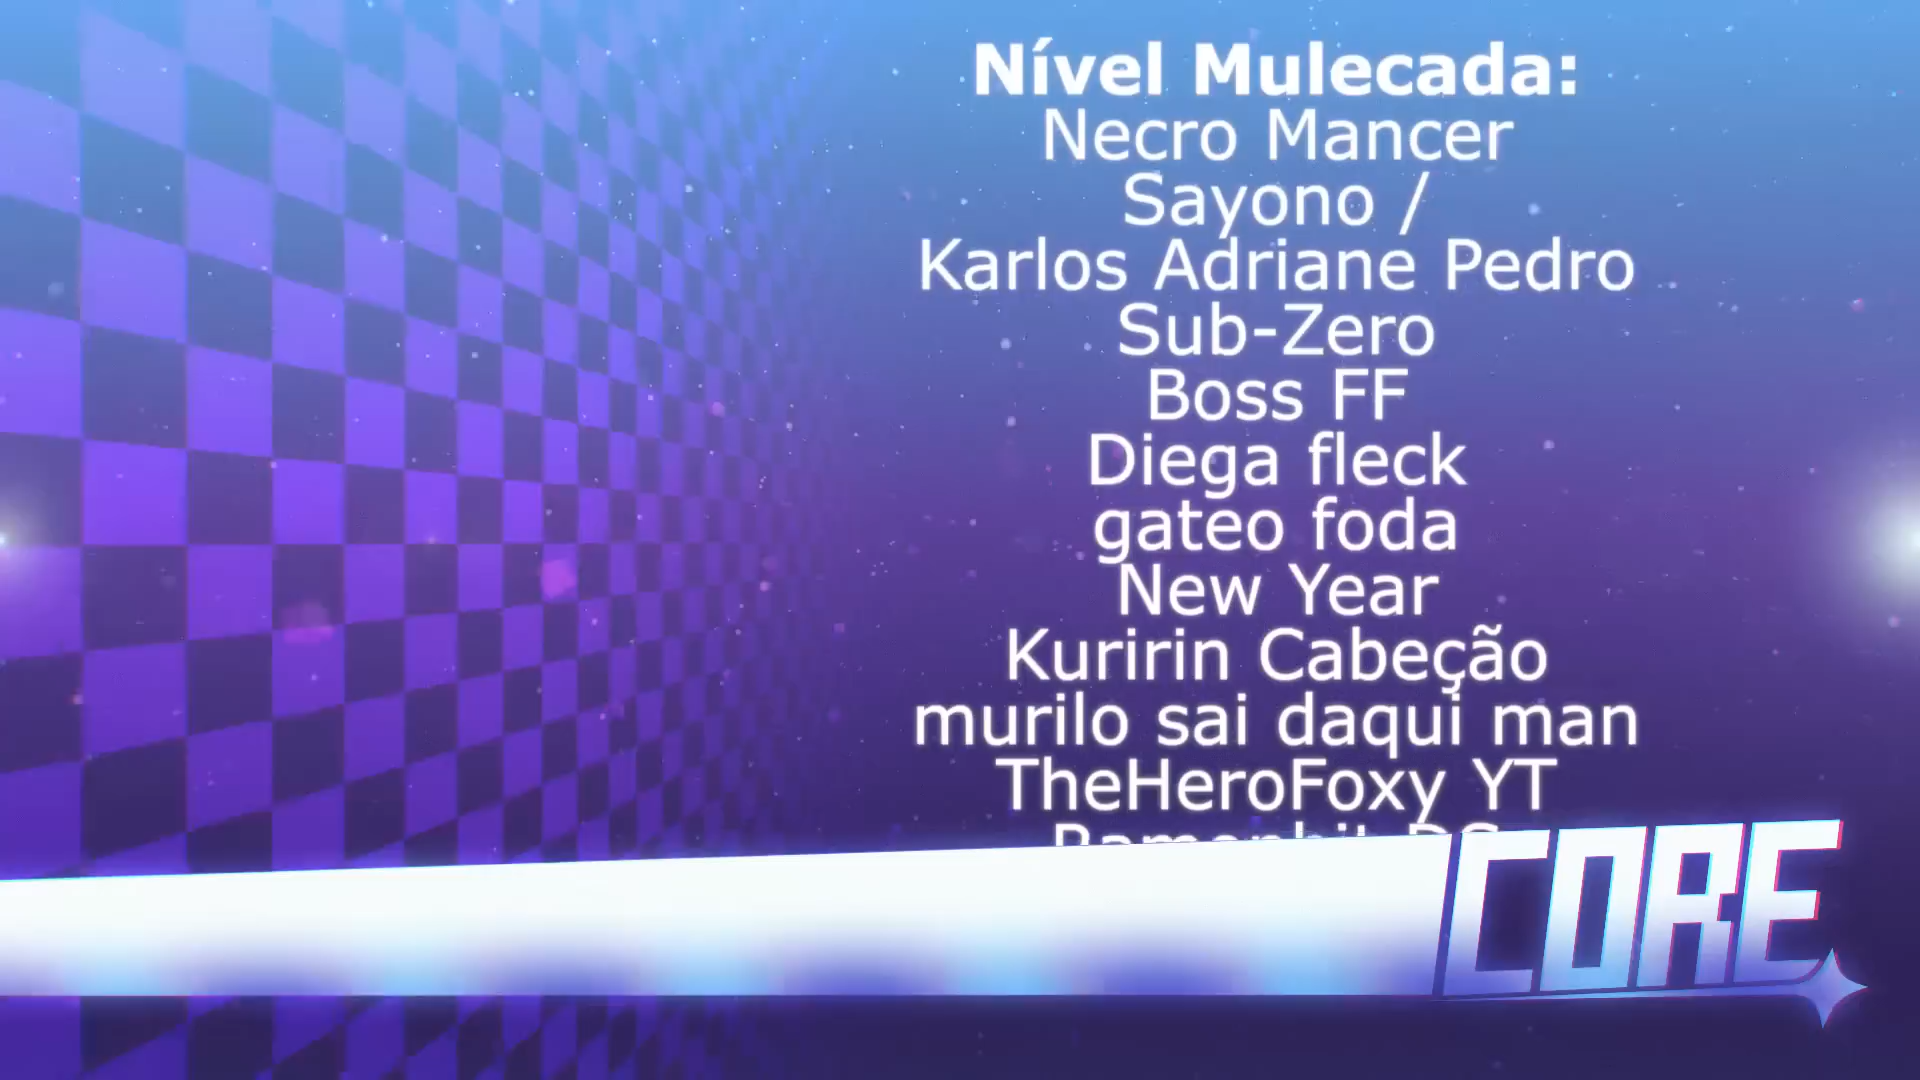 Nível Mulecada:
Necro Mancer
Sayono /
Karlos Adriane Pedro
Sub-Zero
Boss FF
Diega fleck
gateo foda
New Year
Kuririn Cabeção
murilo sai daqui man
TheHeroFoxy YT
CORE